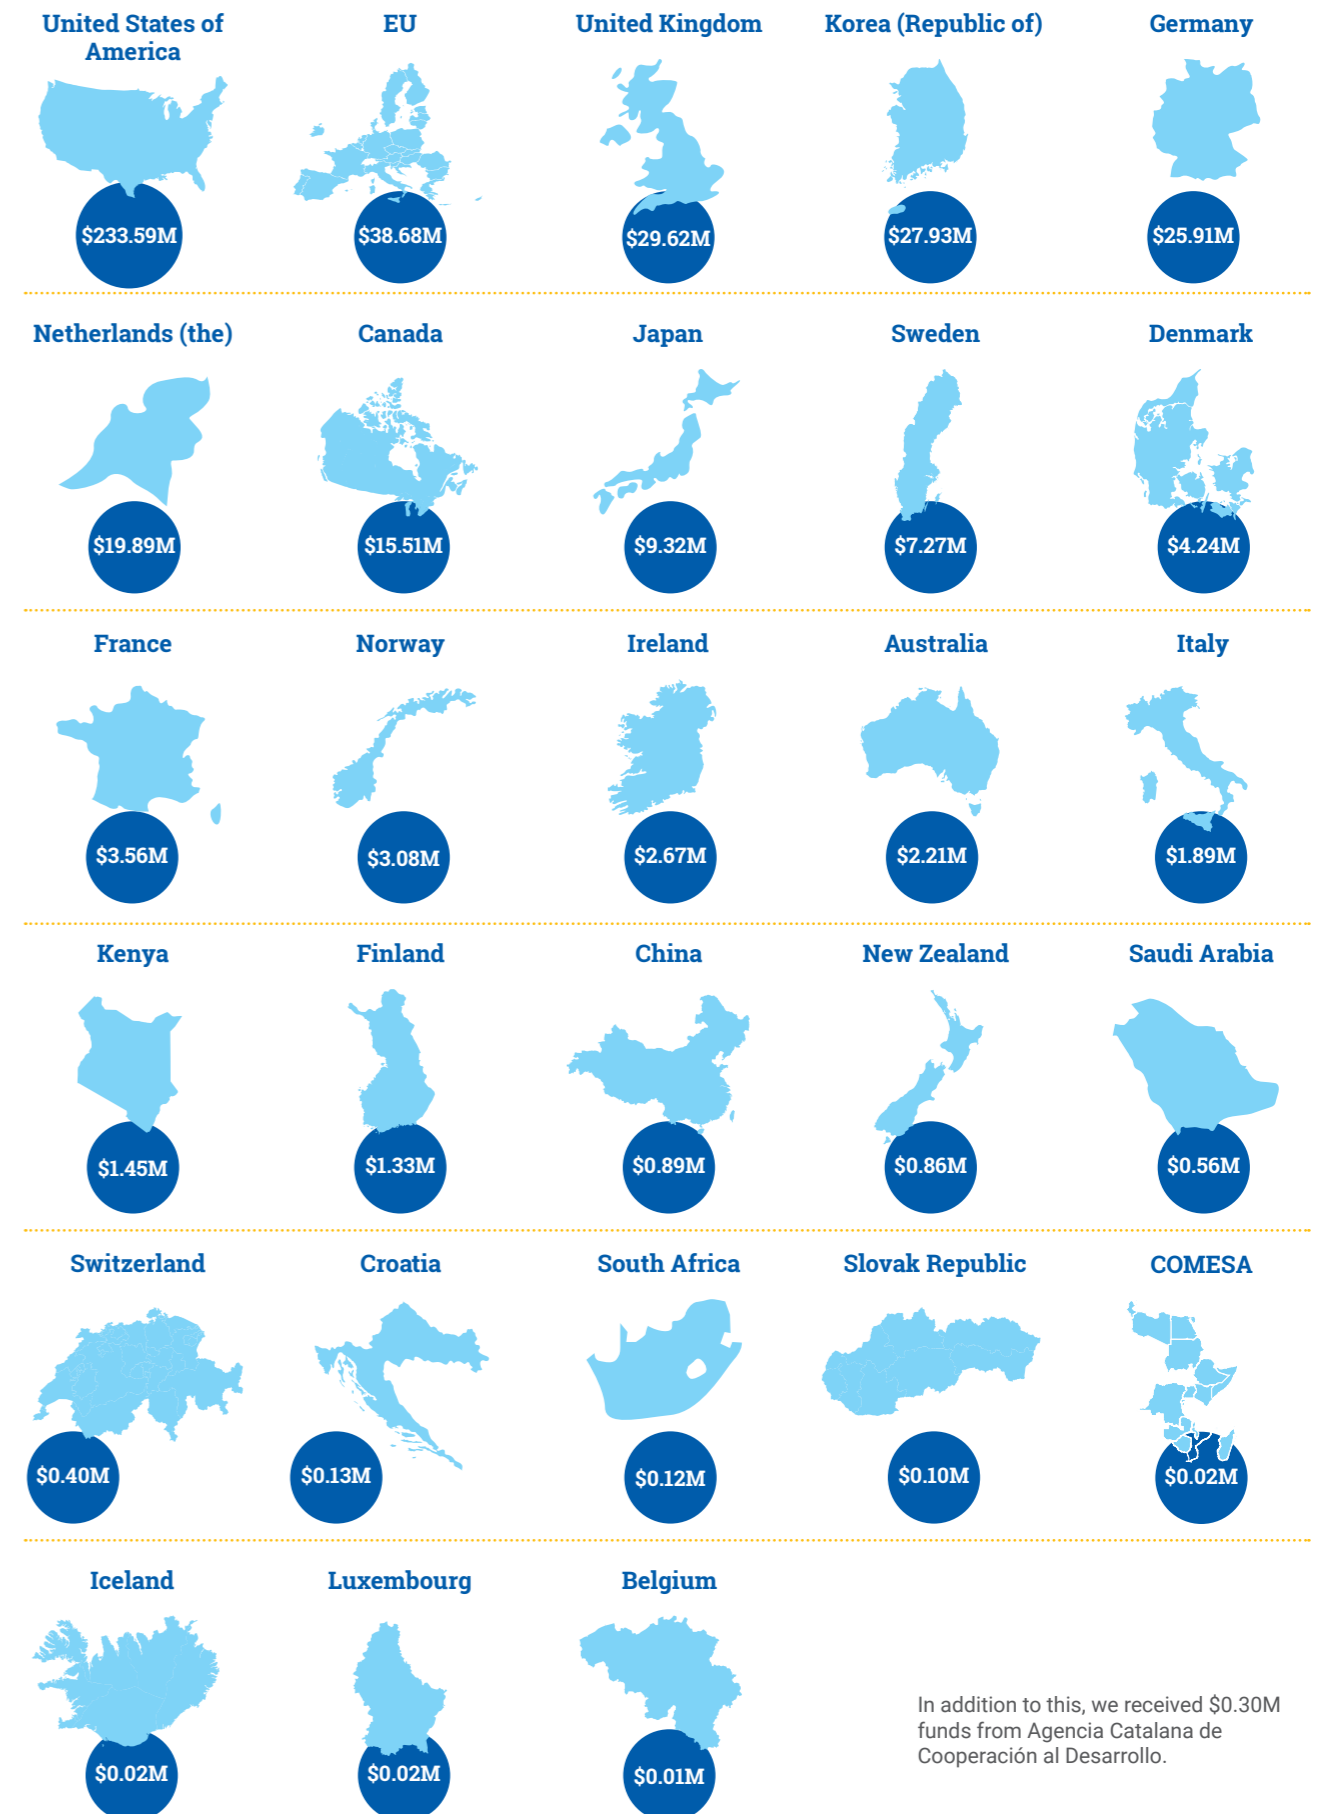 United States of
America
EU
United Kingdom
Korea (Republic of)
Germany
$233.59M
$38.68M
$29.62M
$27.93M
$25.91M
Netherlands (the)
Canada
Japan
Sweden
Denmark
$19.89M
$15.51M
$9.32M
$7.27M
$4.24M
France
Norway
Ireland
Australia
Italy
$3.56M
$3.08M
$2.67M
$2.21M
$1.89M
Kenya
Finland
China
New Zealand
Saudi Arabia
$1.45M
$1.33M
$0.89M
$0.86M
$0.56M
Switzerland
Croatia
South Africa
Slovak Republic
COMESA
$0.40M
$0.13M
$0.12M
$0.10M
$0.02M
Iceland
Luxembourg
Belgium
$0.02M
$0.02M
$0.01M
In addition to this, we received $0.30M
funds from Agencia Catalana de
Cooperación al Desarrollo.